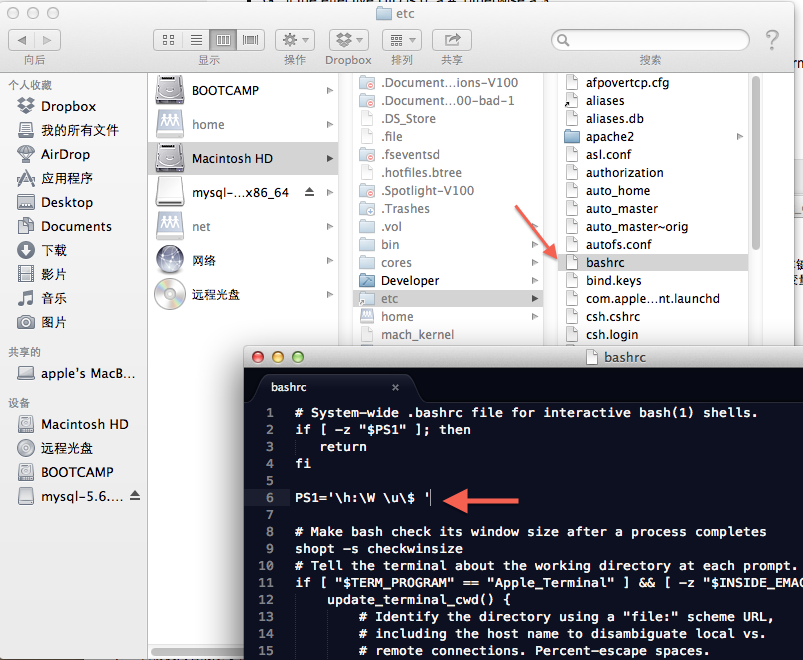 etc
向后
显示
操作
Dropbox
排列
共享
搜索
个人收藏
Dropbox
我的所有文件
AirDrop
应用程序
Desktop
Documents
下载
影片
音乐
图片
共享的
apple's MacB...
设备
Macintosh HD
远程光盘
BOOTCAMP
mysql-5.6....
BOOTCAMP
home
Macintosh HD
mysql-...x86_64
net
网络
远程光盘
.Document...ions-V100
.Document...00-bad-1
.DS_Store
.file
.fseventsd
.hotfiles.btree
.Spotlight-V100
.Trashes
.vol
bin
cores
Developer
etc
home
mach_kernel
afpovertcp.cfg
aliases
aliases.db
apache2
asl.conf
authorization
auto_home
auto_master
auto_master~orig
autofs.conf
bashrc
bind.keys
com.apple...nt.launchd
csh.cshrc
csh.login
bashrc
bashrc
1 # System-wide .bashrc file for interactive bash(1) shells.
2 if [ -z "$PS1" ]; then
3 return
4 fi
5
6 PS1='\h:\W \u\$ '
7
8 # Make bash check its window size after a process completes
9 shopt -s checkwinsize
10 # Tell the terminal about the working directory at each prompt.
11 if [ "$TERM_PROGRAM" == "Apple_Terminal" ] && [ -z "$INSIDE_EMAC
12 update_terminal_cwd() {
13 # Identify the directory using a "file:" scheme URL,
14 # including the host name to disambiguate local vs.
15 # remote connections. Percent-escape spaces.